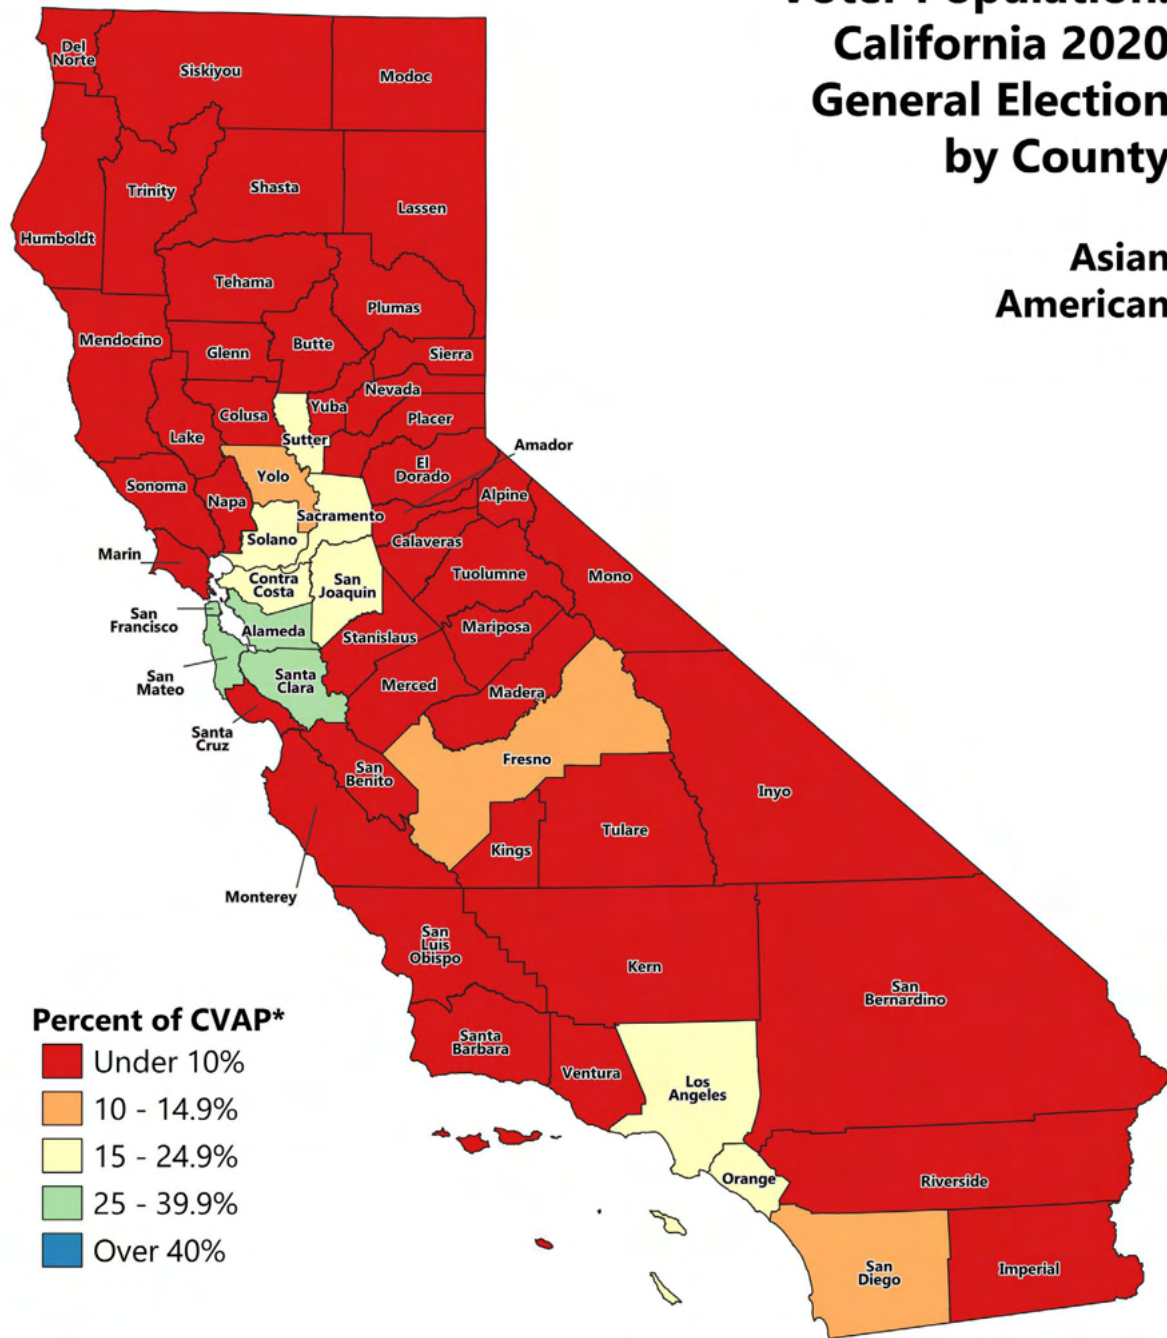 Voter Population:
California 2020
General Election
by County
Asian
American
Del
Norte
Siskiyou
Modoc
Trinity
Shasta
Lassen
Humboldt
Tehama
Plumas
Mendocino
Glenn
Butte
Sierra
Nevada
Colusa
Yuba
Placer
Lake
Sutter
Amador
El
Dorado
Yolo
Sonoma
Napa
Alpine
Sacramento
Solano
Calaveras
Marin
Contra
Costa
San
Joaquin
Tuolumne
Mono
San
Francisco
Alameda
Stanislaus
Mariposa
San
Mateo
Santa
Clara
Merced
Madera
Santa
Cruz
San
Benito
Fresno
Inyo
Tulare
Kings
Monterey
San
Luis
Obispo
Kern
San
Bernardino
Santa
Barbara
Ventura
Los
Angeles
Orange
Riverside
San
Diego
Imperial
Percent of CVAP*
Under 10%
10 - 14.9%
15 - 24.9%
25 - 39.9%
Over 40%